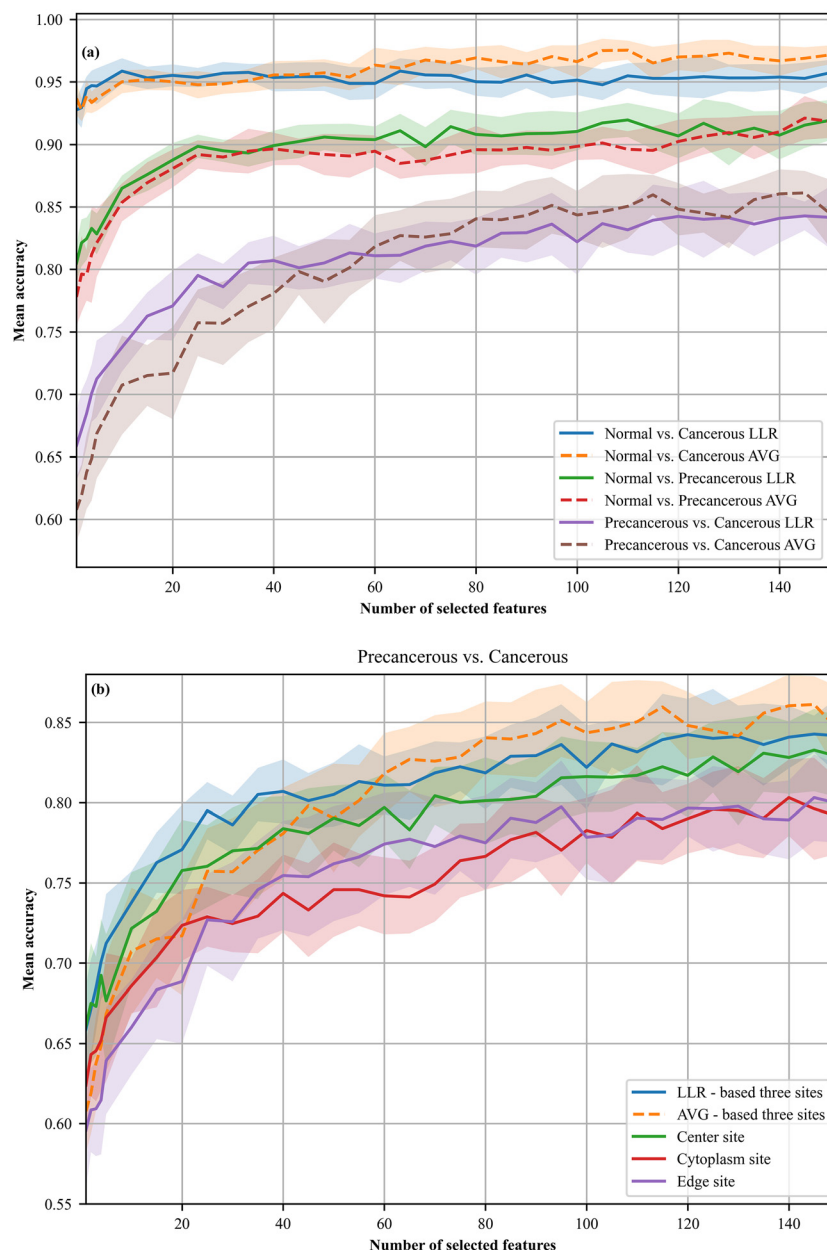 (a)
1.00
0.95
0.90
0.85
0.80
0.75
0.70
0.65
0.60
Mean accuracy
Normal vs. Cancerous LLR
Normal vs. Cancerous AVG
Normal vs. Precancerous LLR
Normal vs. Precancerous AVG
Precancerous vs. Cancerous LLR
Precancerous vs. Cancerous AVG
20 40 60 80 100 120 140
Number of selected features
Precancerous vs. Cancerous
(b)
0.85
0.80
0.75
0.70
0.65
0.60
0.55
Mean accuracy
LLR - based three sites
AVG - based three sites
Center site
Cytoplasm site
Edge site
20 40 60 80 100 120 140
Number of selected features